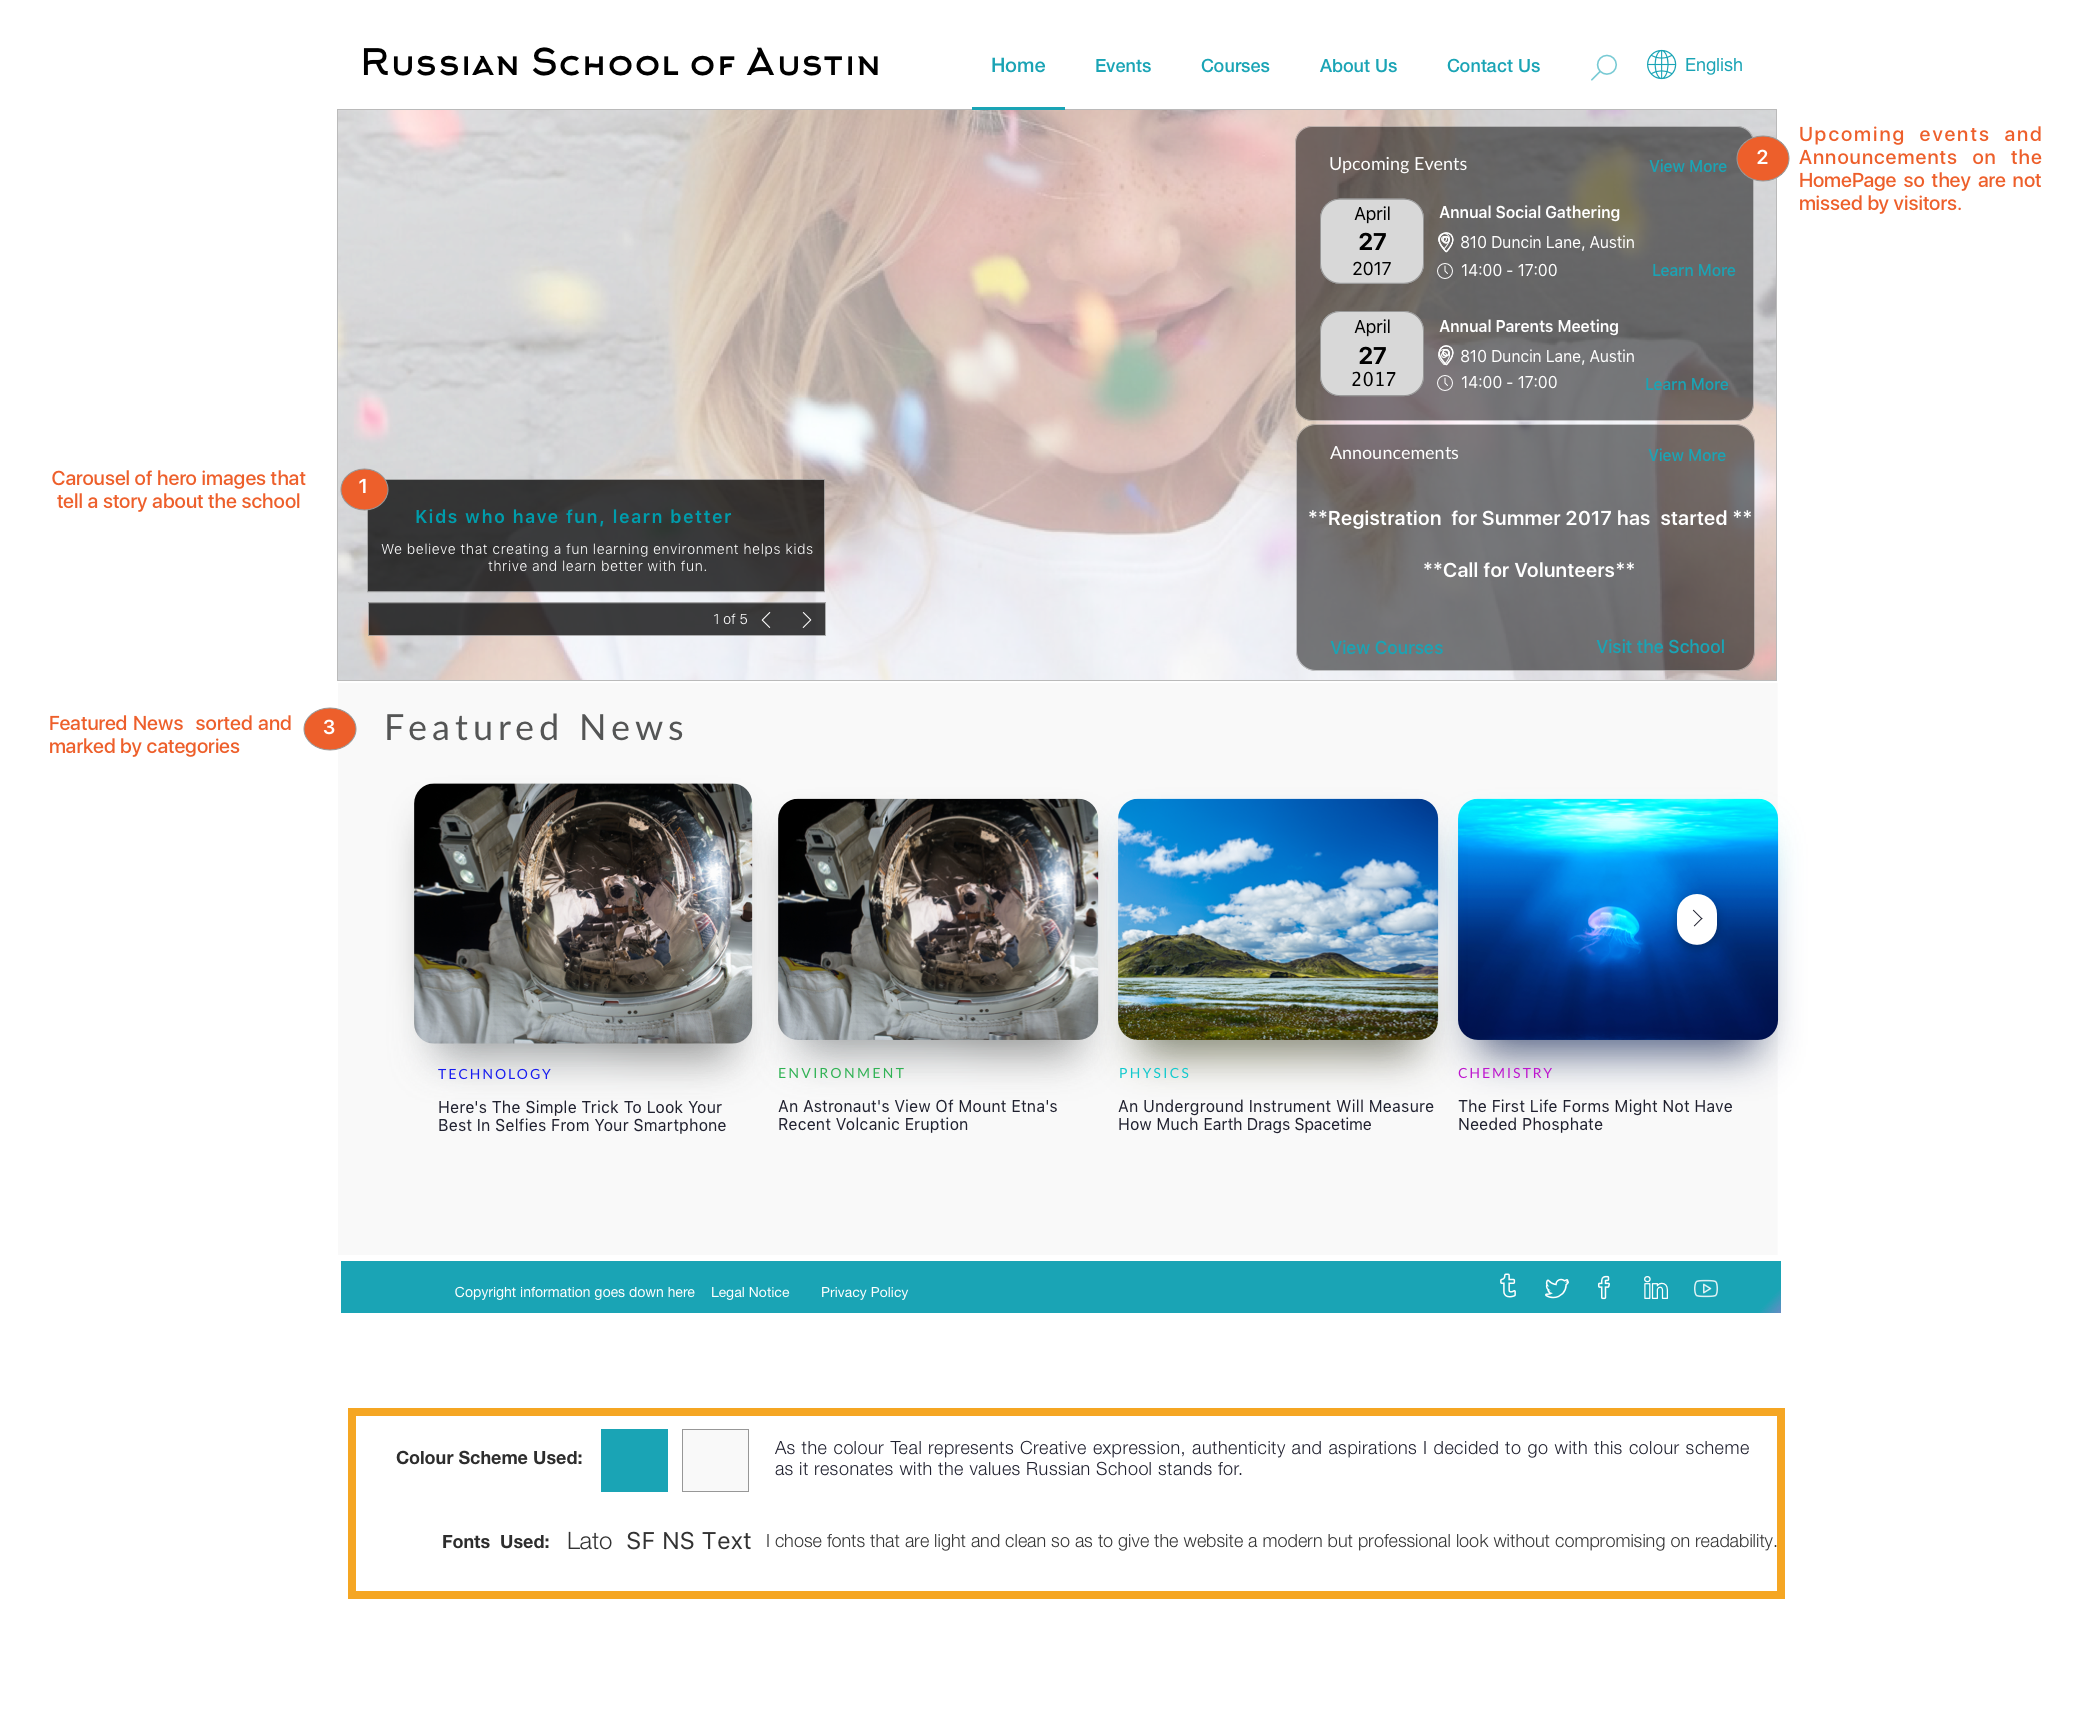 Russian School of Austin
Home Events Courses About Us Contact Us English
Upcoming events and
Announcements on the
HomePage so they are not
missed by visitors.
2
Upcoming Events View More
April
27
2017
Annual Social Gathering
810 Duncin Lane, Austin
14:00 - 17:00 Learn More
April
27
2017
Annual Parents Meeting
810 Duncin Lane, Austin
14:00 - 17:00 Learn More
Announcements View More
**Registration for Summer 2017 has started **
**Call for Volunteers**
View Courses Visit the School
Carousel of hero images that
tell a story about the school
1
Kids who have fun, learn better
We believe that creating a fun learning environment helps kids
thrive and learn better with fun.
1 of 5
Featured News sorted and
marked by categories
3
Featured News
TECHNOLOGY
Here's The Simple Trick To Look Your
Best In Selfies From Your Smartphone
ENVIRONMENT
An Astronaut's View Of Mount Etna's
Recent Volcanic Eruption
PHYSICS
An Underground Instrument Will Measure
How Much Earth Drags Spacetime
CHEMISTRY
The First Life Forms Might Not Have
Needed Phosphate
Copyright information goes down here Legal Notice Privacy Policy
Colour Scheme Used:
As the colour Teal represents Creative expression, authenticity and aspirations I decided to go with this colour scheme
as it resonates with the values Russian School stands for.
Fonts Used: Lato SF NS Text I chose fonts that are light and clean so as to give the website a modern but professional look without compromising on readability.